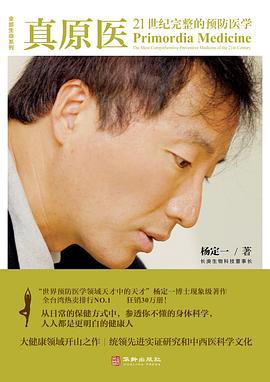 全部生命系列
真原医
21世纪完整的预防医学
Primordia Medicine
The Most Comprehensive Preventive Medicine of the 21st Century
杨定一 / 著
长庚生物科技董事长
“世界预防医学领域天才中的天才”杨定一博士现象级著作
全台湾热卖排行NO.1 狂销30万册！
从日常的保健方式中，参透你不懂的身体科学，
人人都是更明白的健康人
大健康领域开山之作｜统领先进实证研究和中西医科学文化
华龄出版社